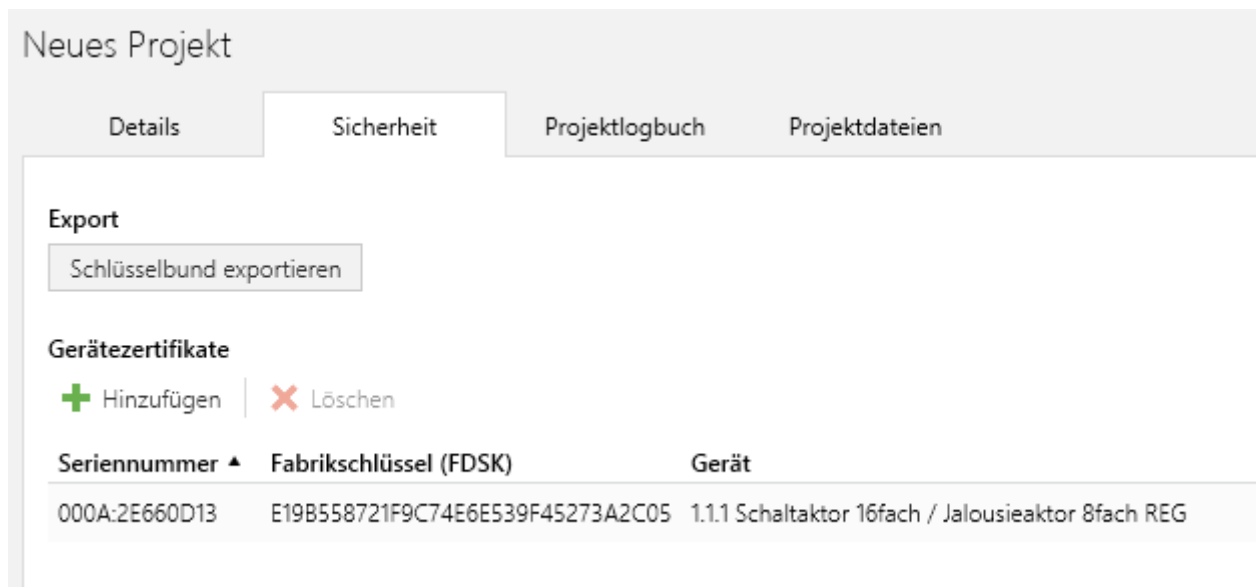 Neues Projekt
Details Sicherheit Projektlogbuch Projektdateien
Export
Schlüsselbund exportieren
Gerätezertifikate
Hinzufügen Löschen
Seriennummer Fabrikschlüssel (FDSK) Gerät
000A:2E660D13 E19B558721F9C74E6E539F45273A2C05 1.1.1 Schaltaktor 16fach / Jalousieaktor 8fach REG